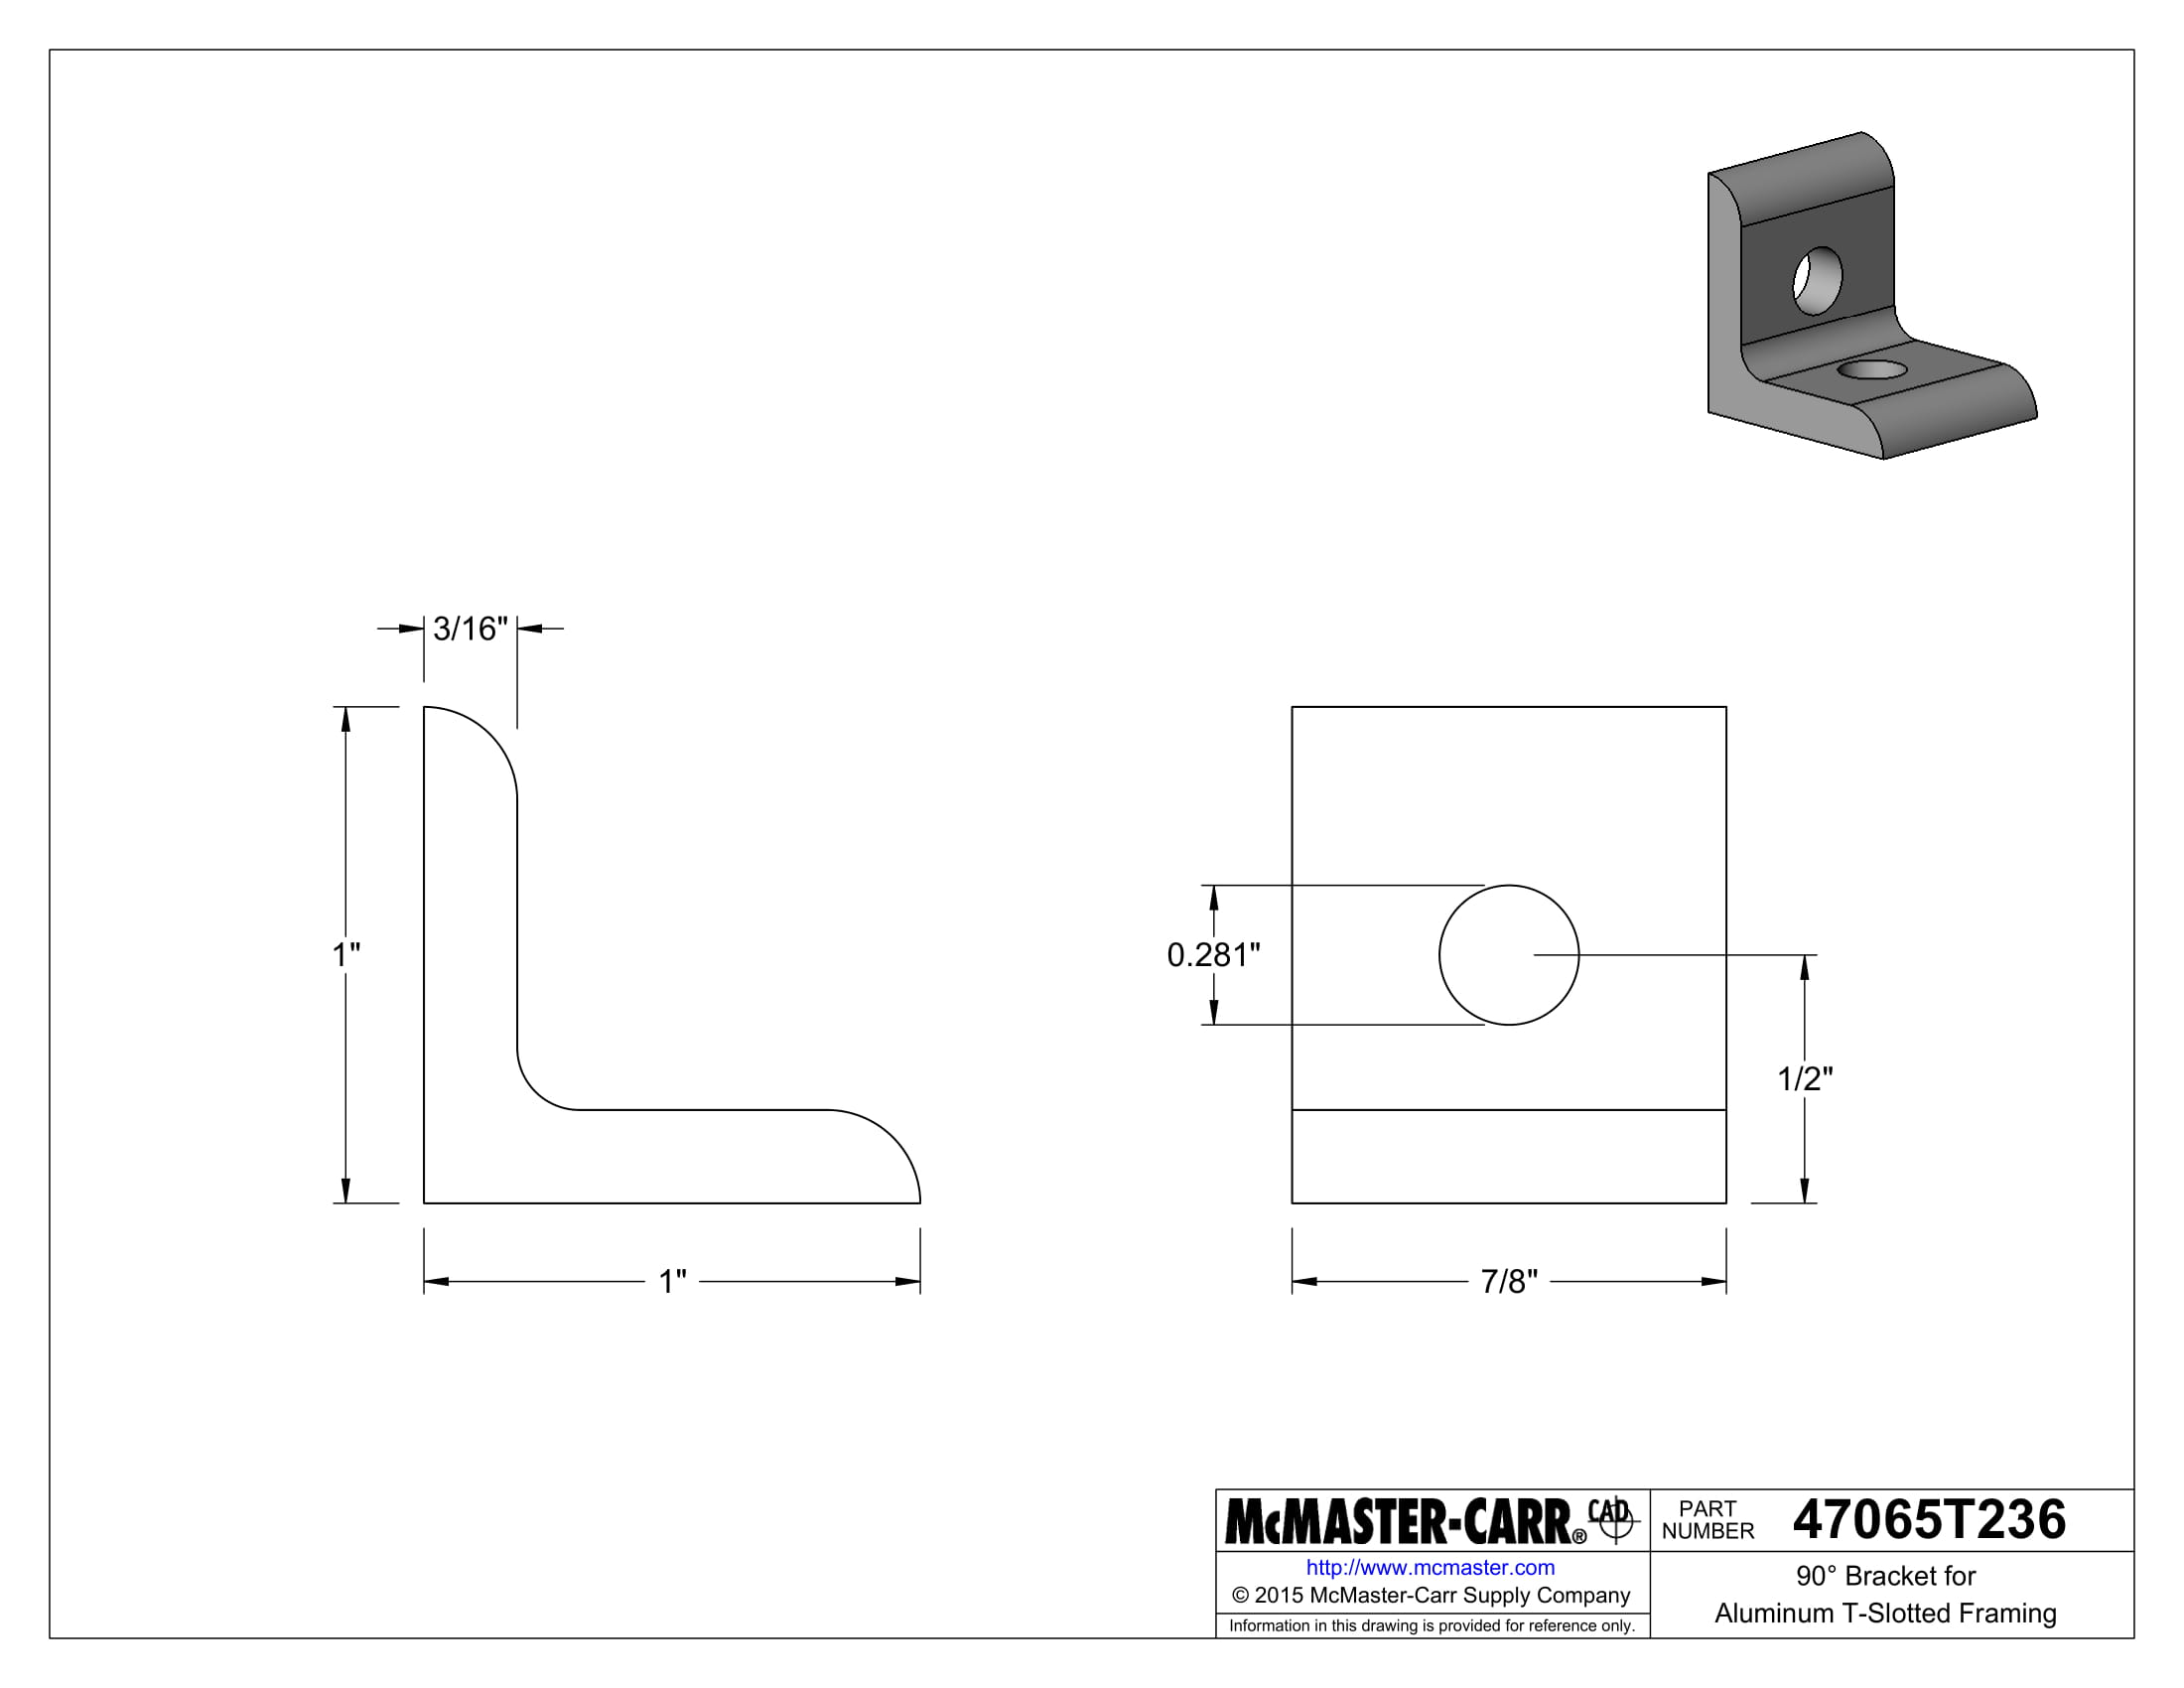 3/16"
1"
1"
0.281"
1/2"
7/8"
McMASTER-CARR® CAD
http://www.mcmaster.com
© 2015 McMaster-Carr Supply Company
Information in this drawing is provided for reference only.
PART
NUMBER
47065T236
90° Bracket for
Aluminum T-Slotted Framing